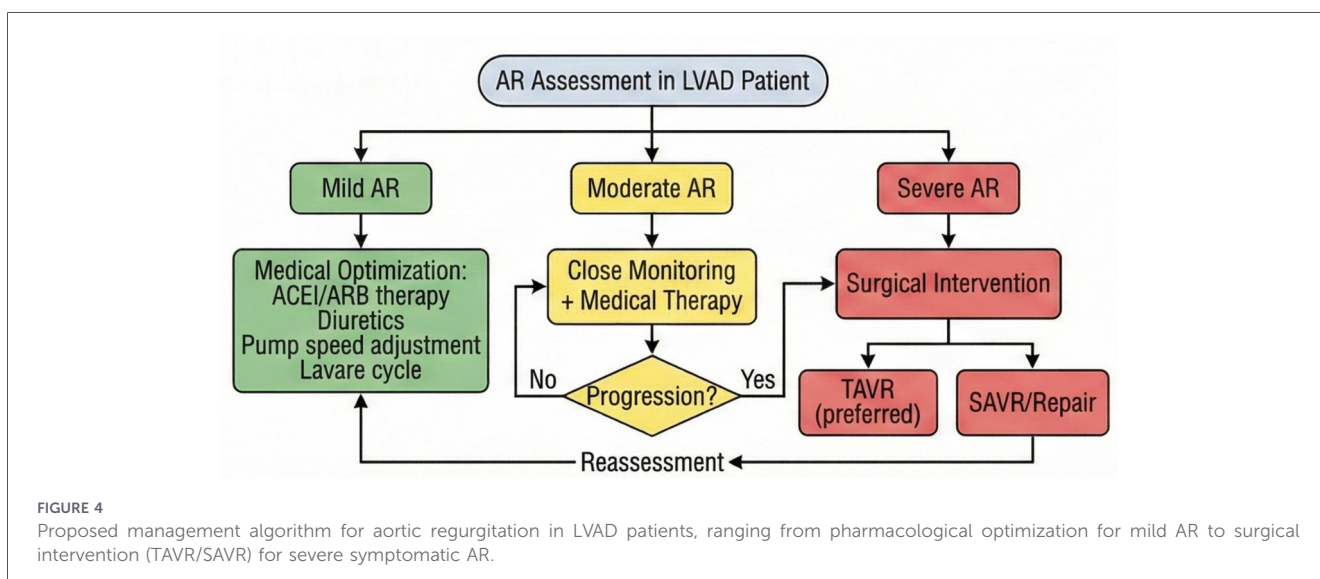 AR Assessment in LVAD Patient
Mild AR
Moderate AR
Severe AR
Medical Optimization:
ACEI/ARB therapy
Diuretics
Pump speed adjustment
Lavare cycle
Close Monitoring
+ Medical Therapy
Surgical Intervention
No
Progression?
Yes
TAVR
(preferred)
SAVR/Repair
Reassessment
FIGURE 4
Proposed management algorithm for aortic regurgitation in LVAD patients, ranging from pharmacological optimization for mild AR to surgical
intervention (TAVR/SAVR) for severe symptomatic AR.